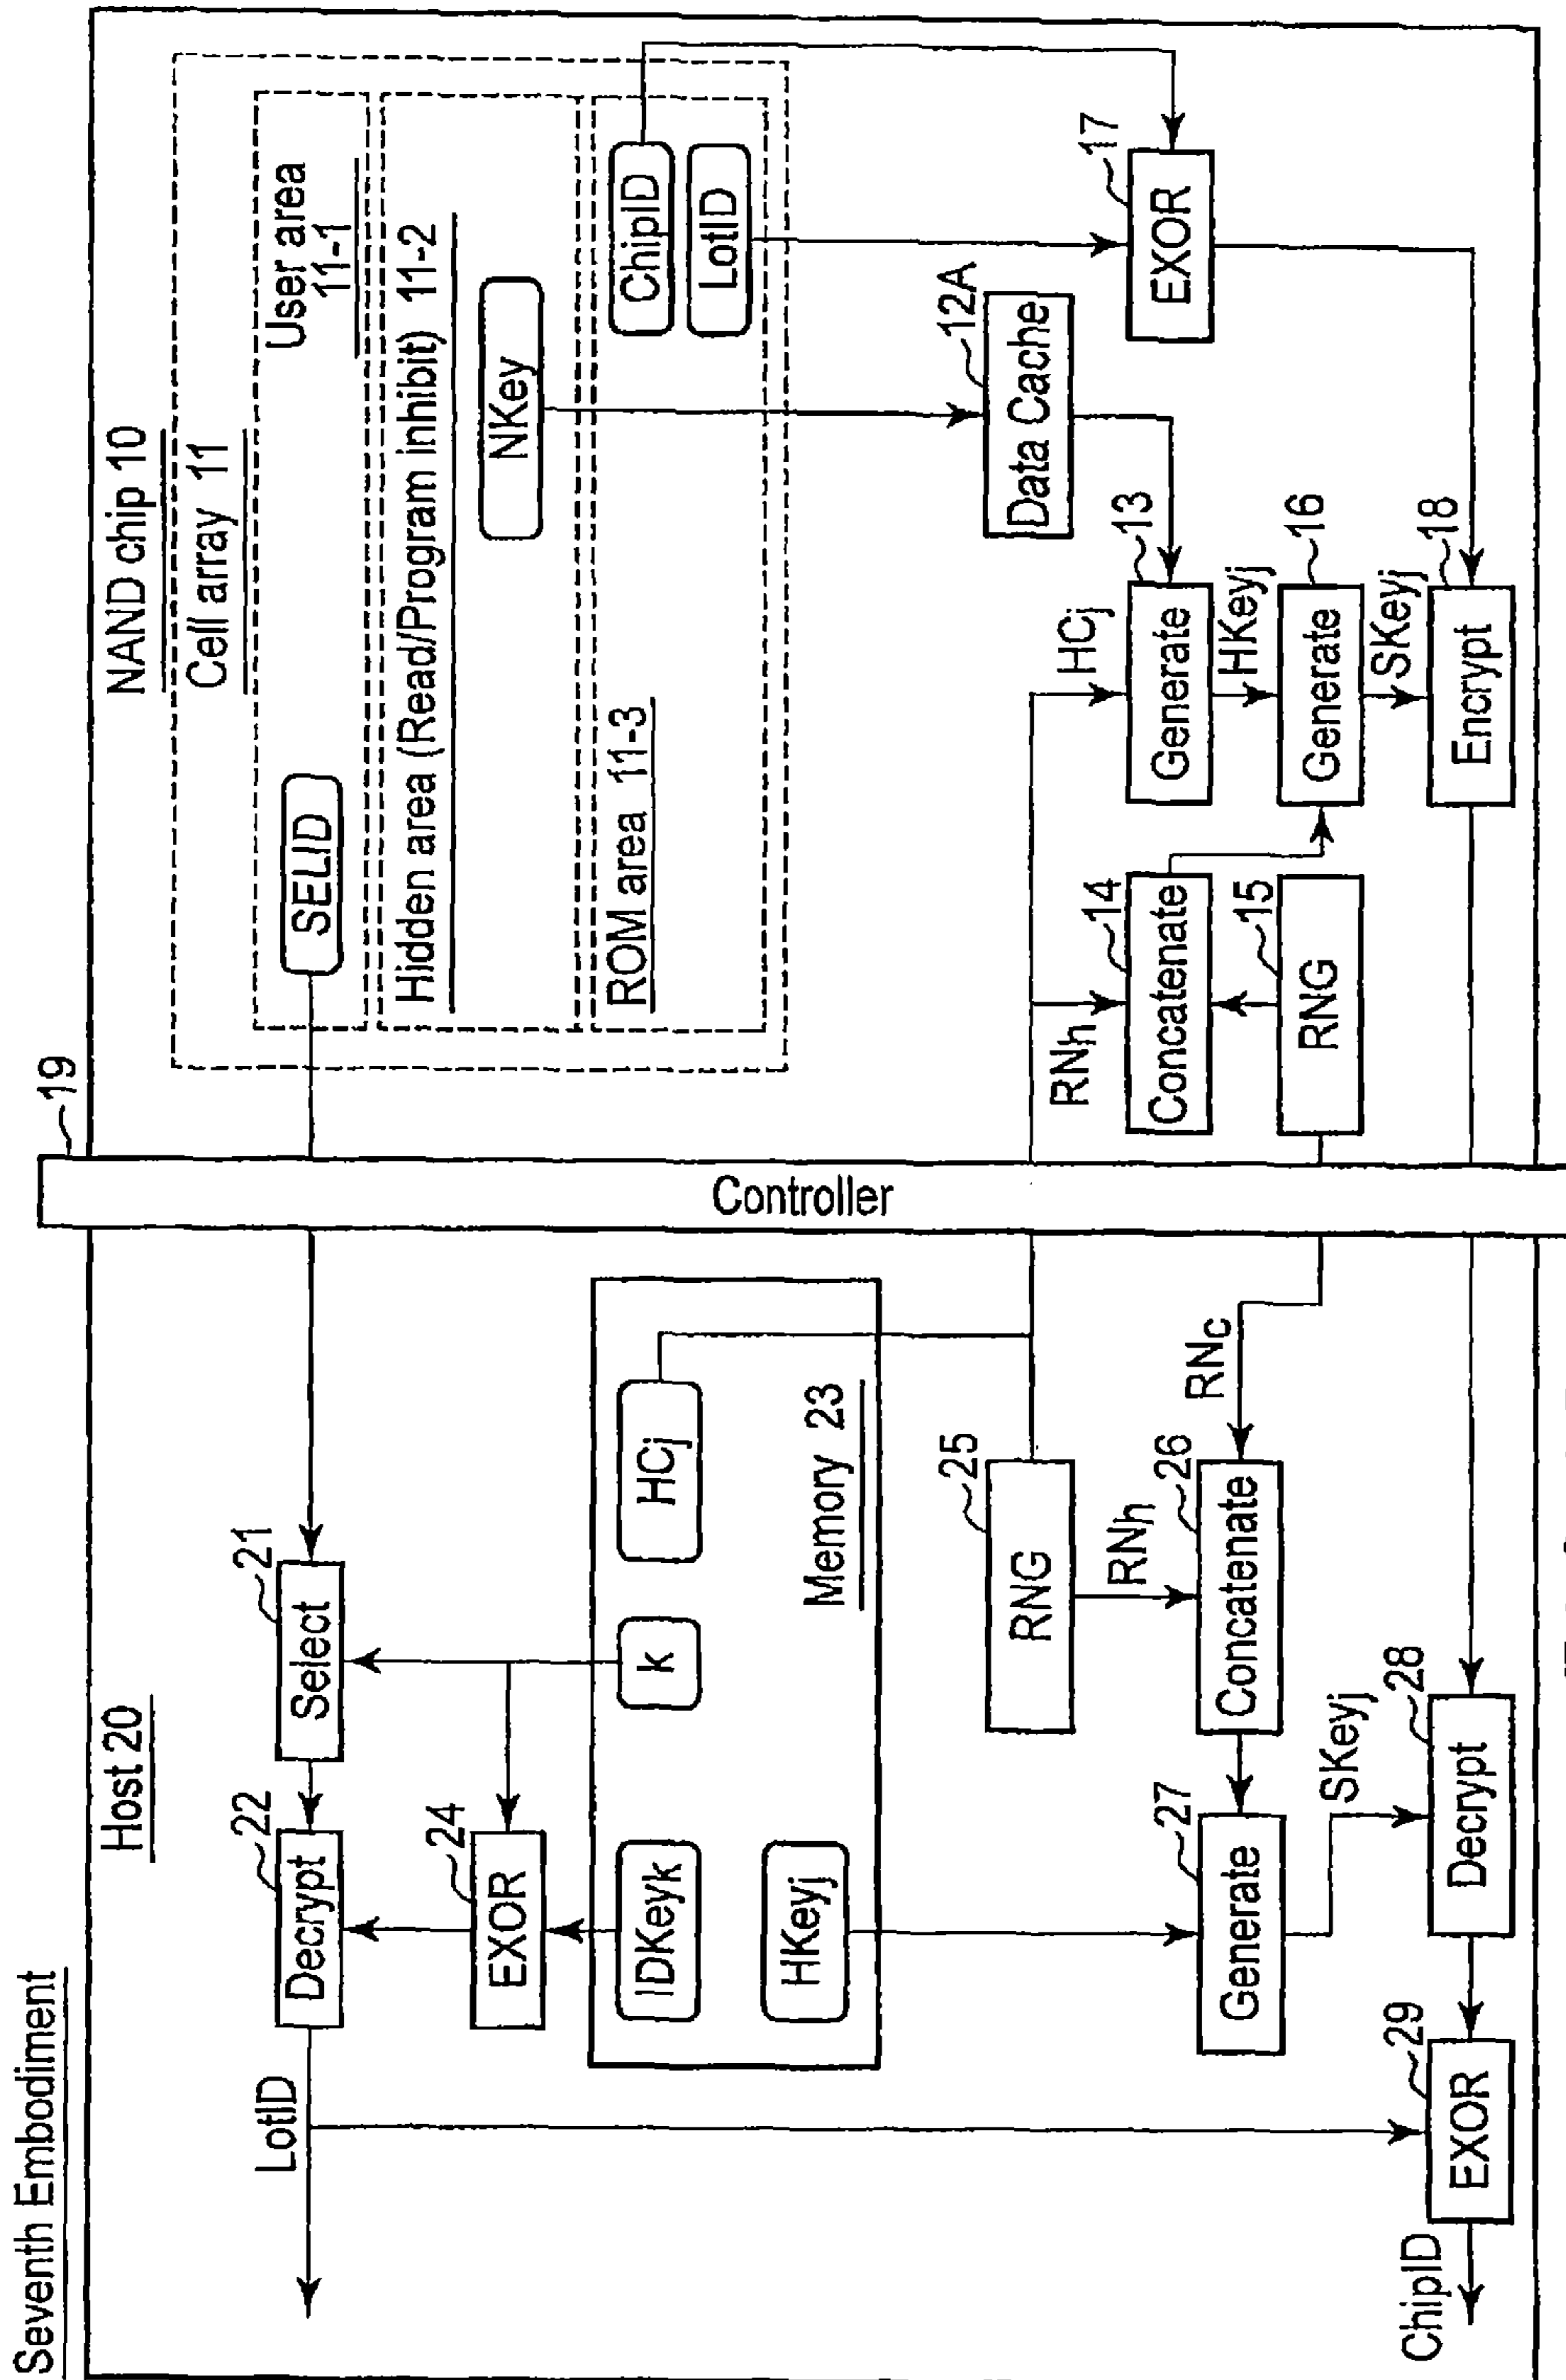 Seventh Embodiment
Host 20
NAND chip 10
19
Cell array 11
User area
11-1
SELID
Hidden area (Read/Program inhibit) 11-2
NKey
ROM area 11-3
ChipID
LotID
LotID
22
Decrypt
21
Select
24
EXOR
IDKeyk
k
HCj
HKeyj
Memory 23
Controller
25
RNG
RNh
RNc
26
Concatenate
27
Generate
SKeyj
28
Decrypt
29
EXOR
ChipID
12A
Data Cache
17
EXOR
RNh
HCj
14
Concatenate
13
Generate
HKeyj
15
RNG
16
Generate
SKeyj
18
Encrypt